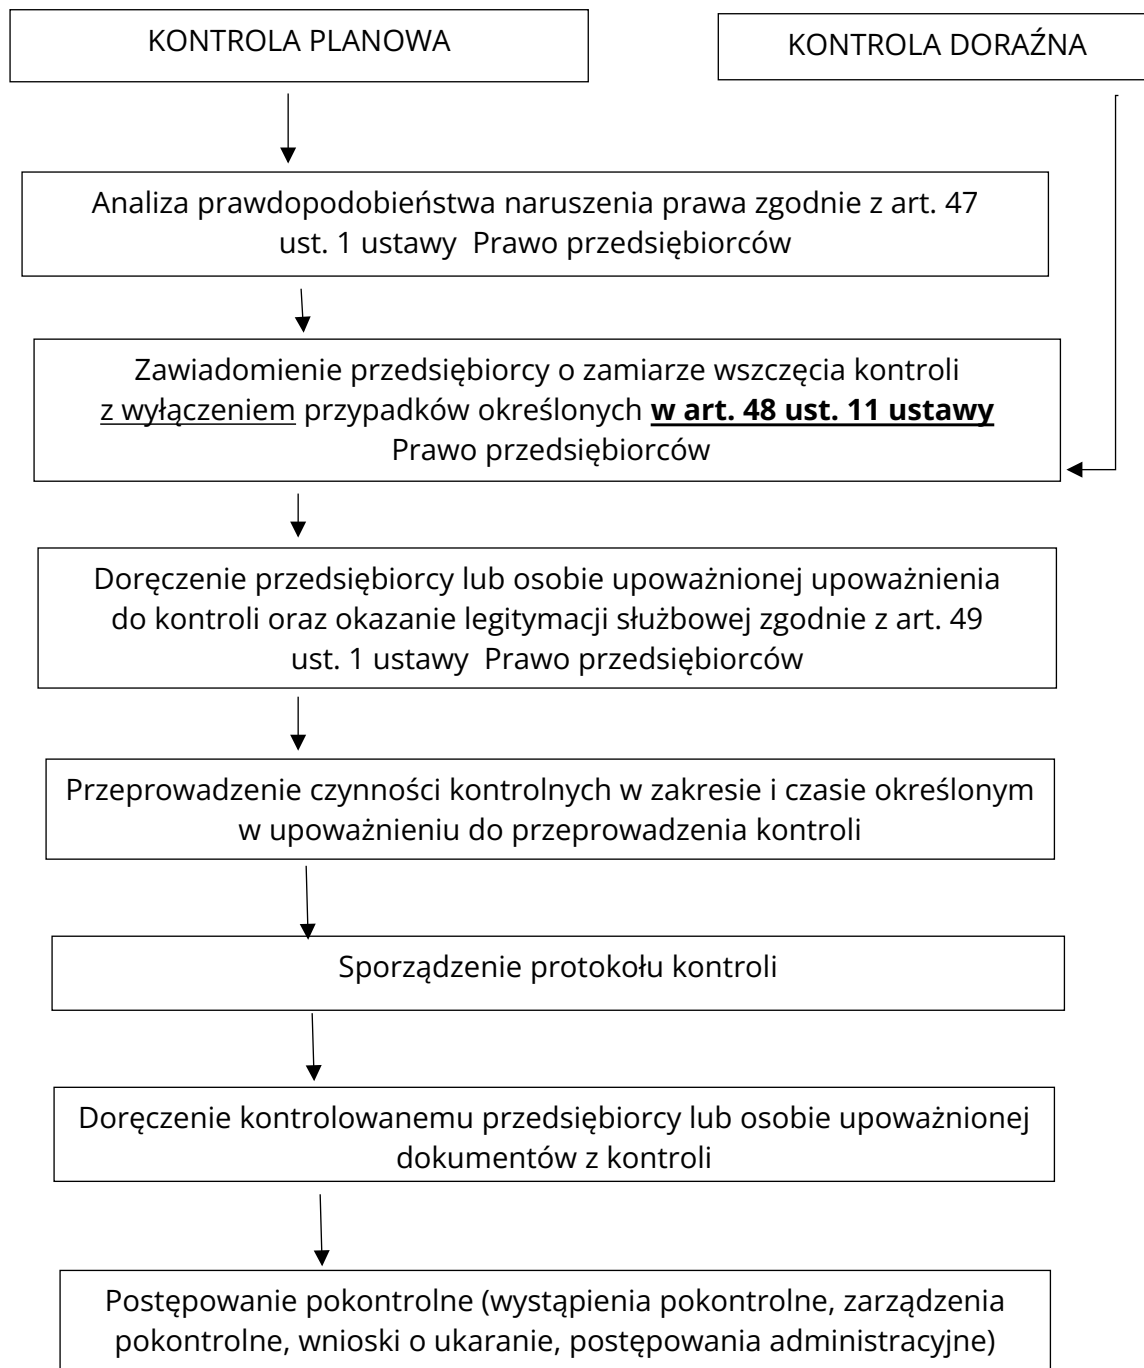 KONTROLA PLANOWA
KONTROLA DORAŹNA
Analiza prawdopodobieństwa naruszenia prawa zgodnie z art. 47
ust. 1 ustawy  Prawo przedsiębiorców
Zawiadomienie przedsiębiorcy o zamiarze wszczęcia kontroli
z wyłączeniem przypadków określonych w art. 48 ust. 11 ustawy
Prawo przedsiębiorców
Doręczenie przedsiębiorcy lub osobie upoważnionej upoważnienia
do kontroli oraz okazanie legitymacji służbowej zgodnie z art. 49
ust. 1 ustawy  Prawo przedsiębiorców
Przeprowadzenie czynności kontrolnych w zakresie i czasie określonym
w upoważnieniu do przeprowadzenia kontroli
Sporządzenie protokołu kontroli
Doręczenie kontrolowanemu przedsiębiorcy lub osobie upoważnionej
dokumentów z kontroli
Postępowanie pokontrolne (wystąpienia pokontrolne, zarządzenia
pokontrolne, wnioski o ukaranie, postępowania administracyjne)